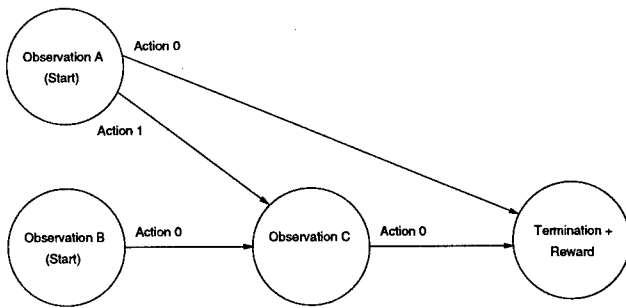 Action 0
Observation A
(Start)
Action 1
Observation B
(Start)
Action 0
Observation C
Action 0
Termination +
Reward